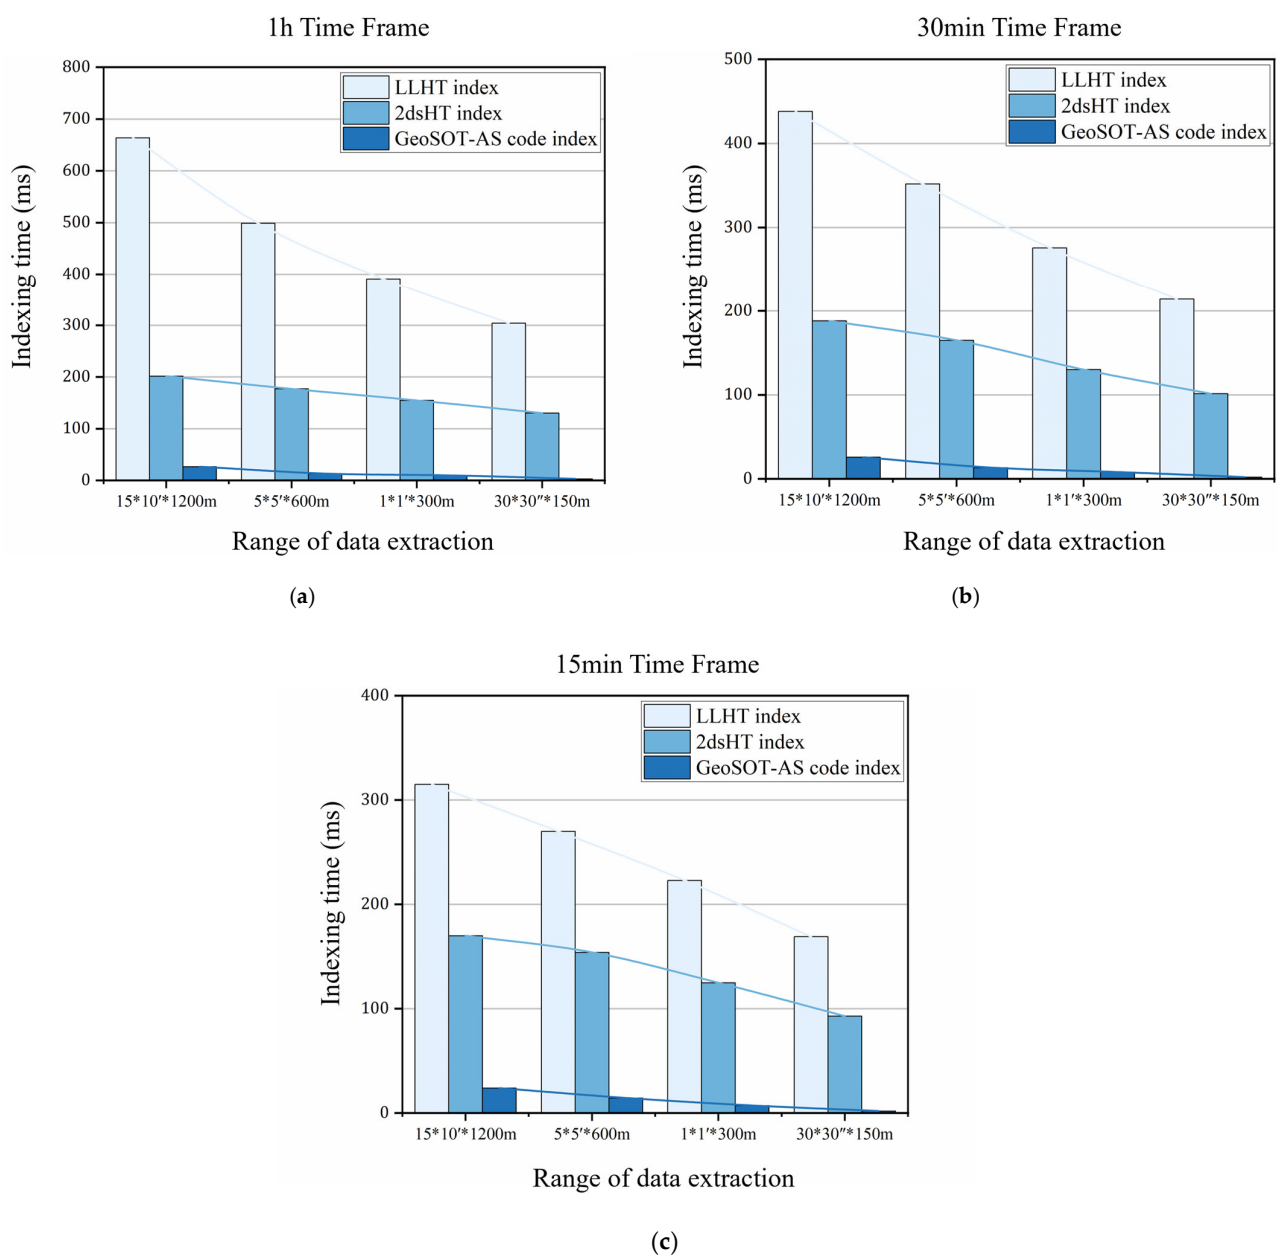 1h Time Frame
800
700
600
500
400
300
200
100
0
Indexing time (ms)
LLHT index
2dsHT index
GeoSOT-AS code index
15*10′*1200m
5*5′*600m
1*1′*300m
30*30″*150m
Range of data extraction
(a)
30min Time Frame
500
400
300
200
100
0
Indexing time (ms)
LLHT index
2dsHT index
GeoSOT-AS code index
15*10′*1200m
5*5′*600m
1*1′*300m
30*30″*150m
Range of data extraction
(b)
15min Time Frame
400
300
200
100
0
Indexing time (ms)
LLHT index
2dsHT index
GeoSOT-AS code index
15*10′*1200m
5*5′*600m
1*1′*300m
30*30″*150m
Range of data extraction
(c)